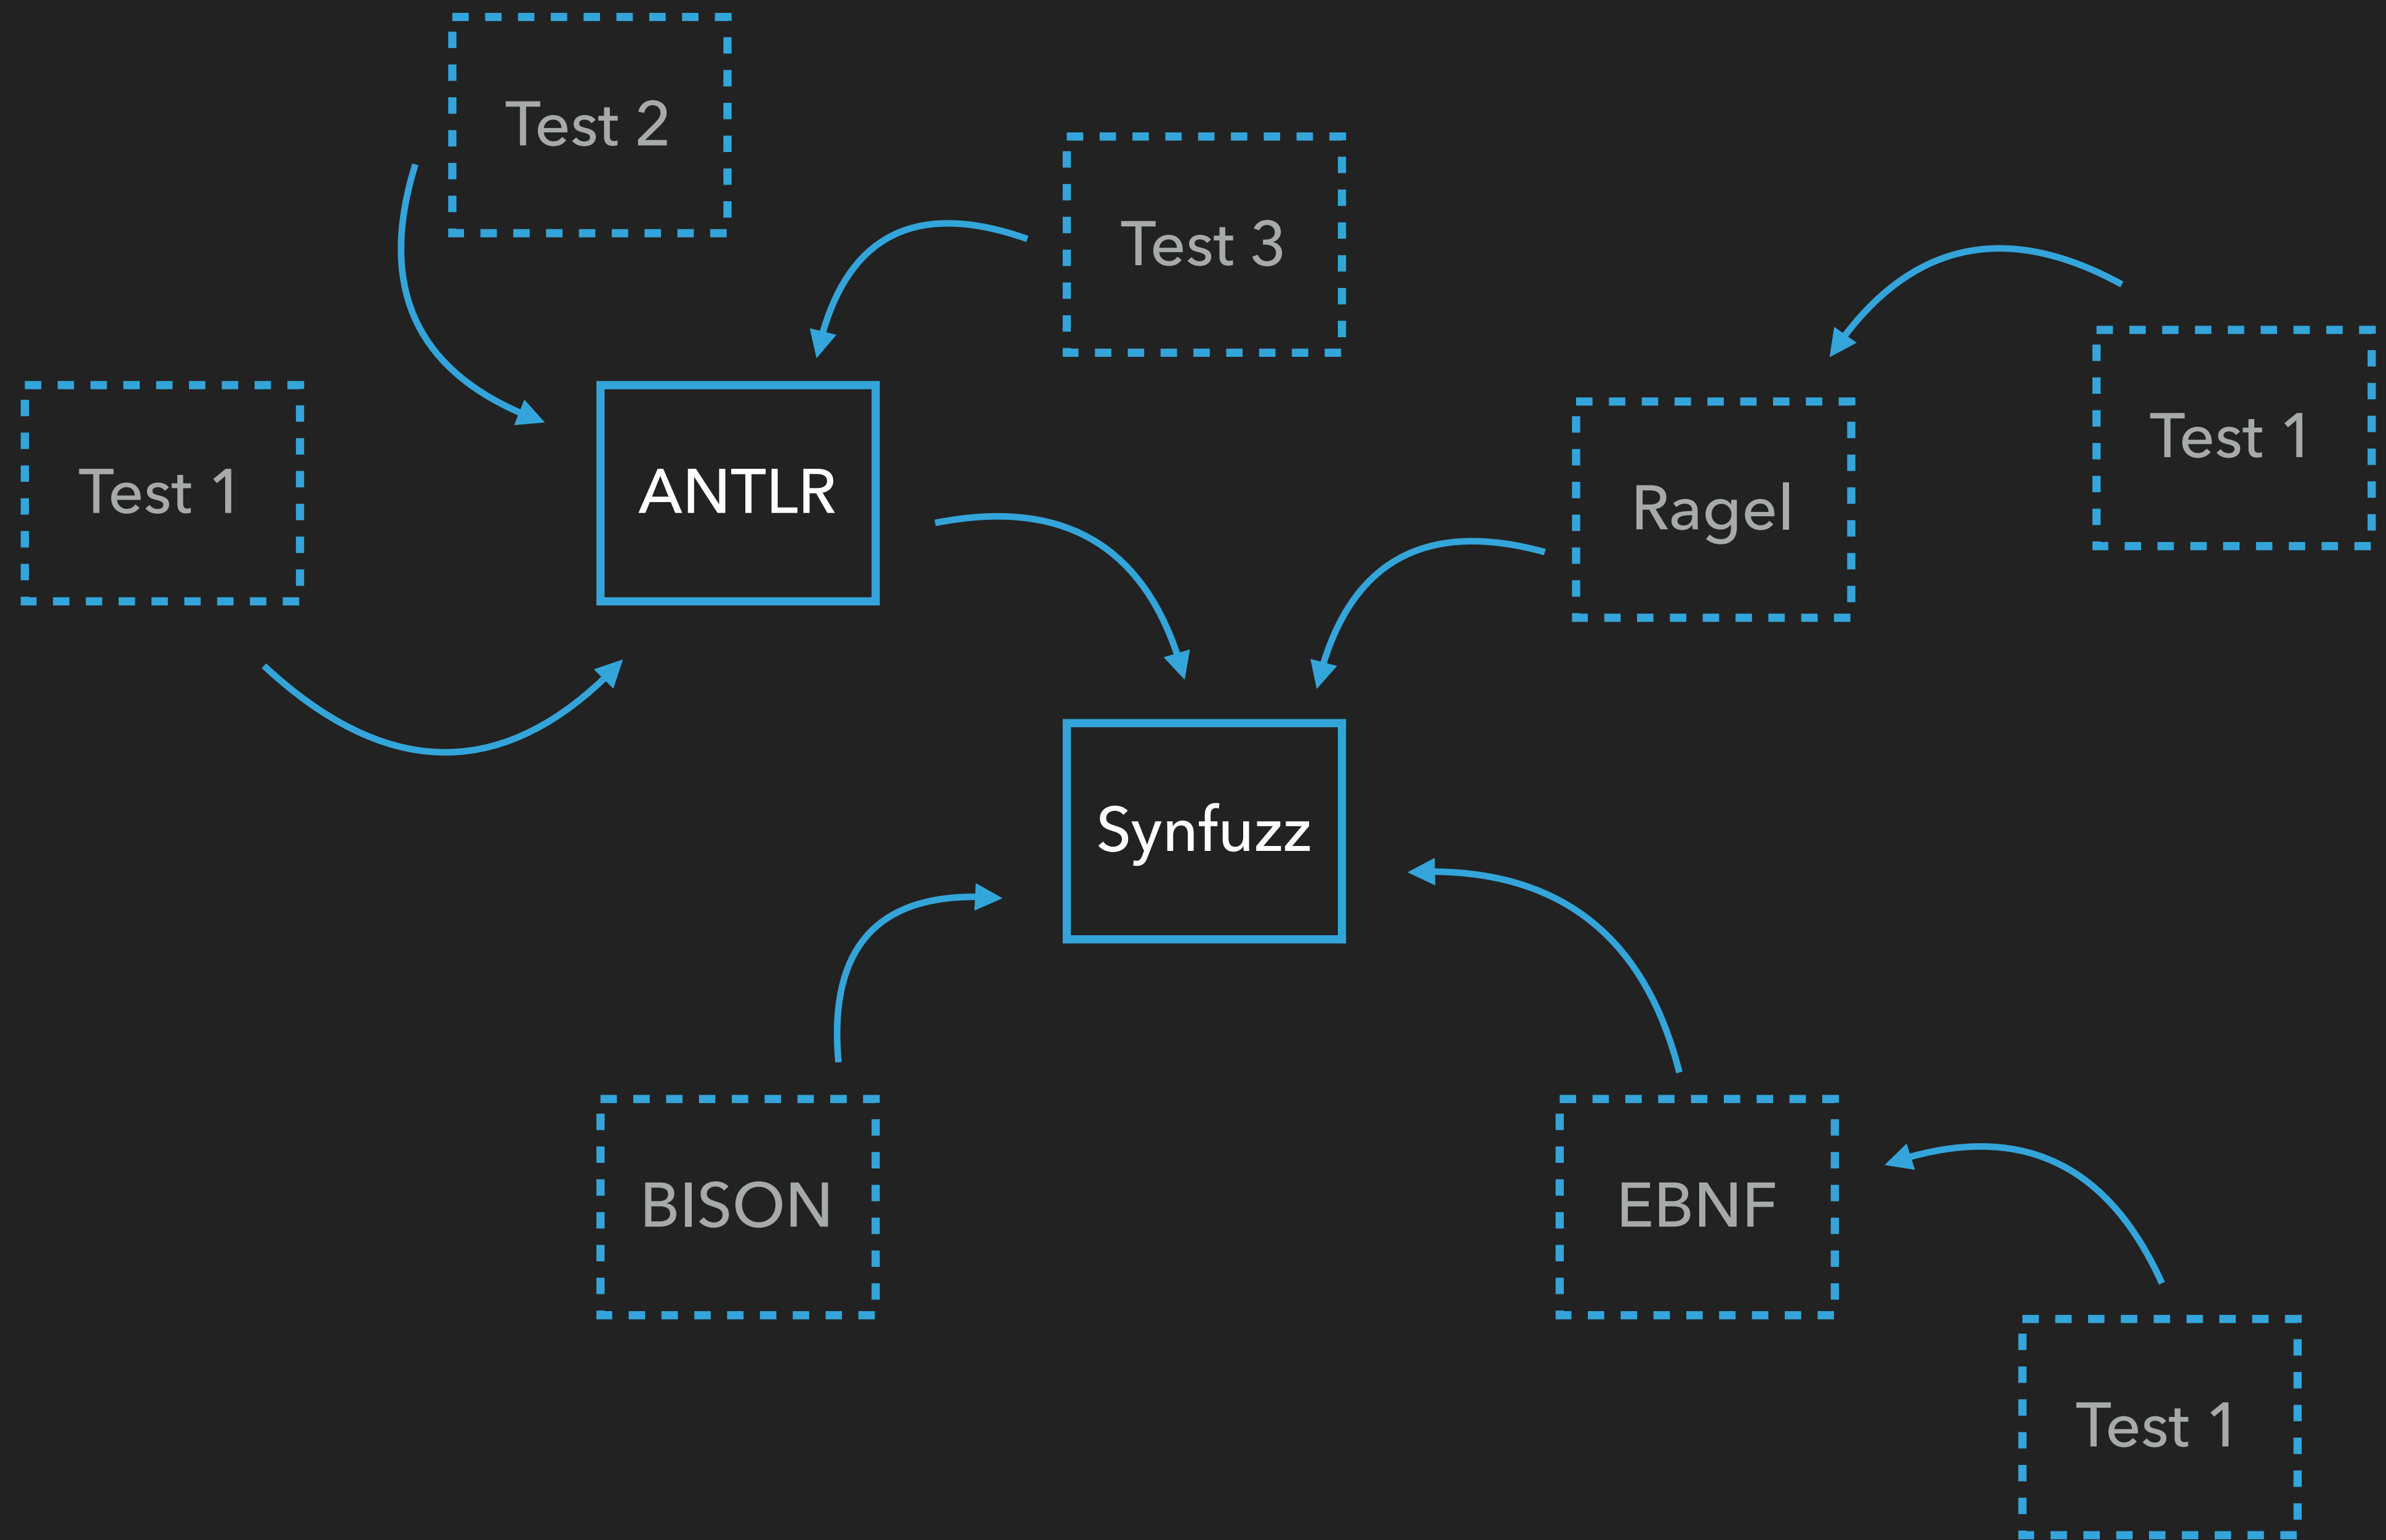 Test 2
Test 3
Test 1
Test 1
ANTLR
Ragel
Synfuzz
BISON
EBNF
Test 1